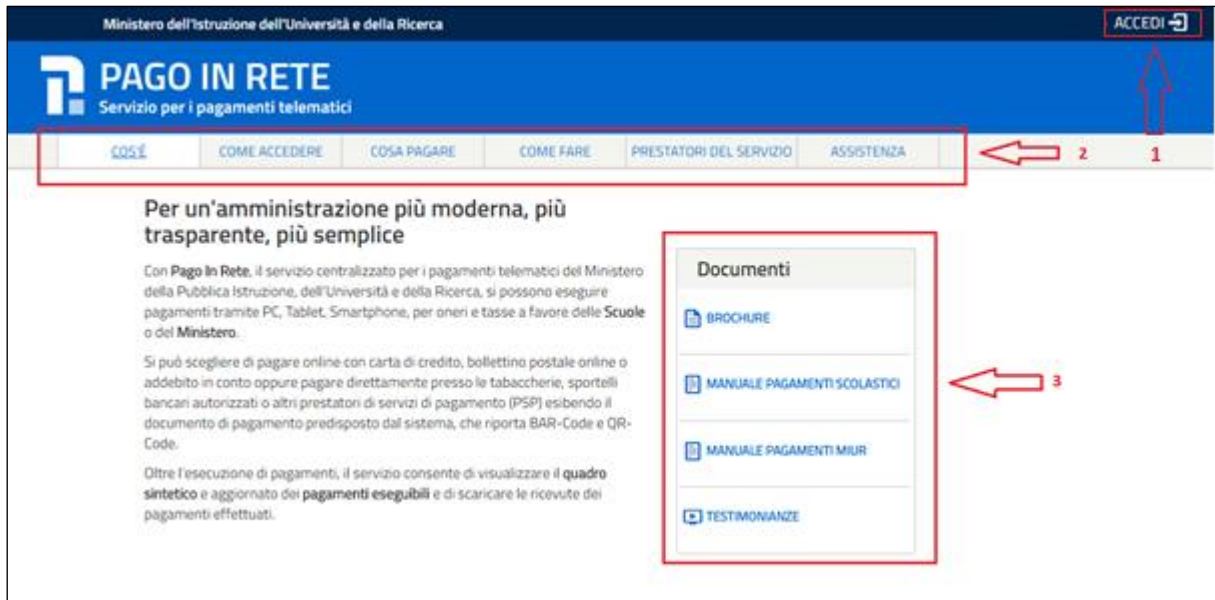 Ministero dell'Istruzione dell'Università e della Ricerca
ACCEDI
PAGO IN RETE
Servizio per i pagamenti telematici
COS'È
COME ACCEDERE
COSA PAGARE
COME FARE
PRESTATORI DEL SERVIZIO
ASSISTENZA
2
1
Per un'amministrazione più moderna, più
trasparente, più semplice
Con Pago In Rete, il servizio centralizzato per i pagamenti telematici del Ministero
della Pubblica Istruzione, dell'Università e della Ricerca, si possono eseguire
pagamenti tramite PC, Tablet, Smartphone, per oneri e tasse a favore delle Scuole
o del Ministero.
Si può scegliere di pagare online con carta di credito, bollettino postale online o
addebito in conto oppure pagare direttamente presso le tabaccherie, sportelli
bancari autorizzati o altri prestatori di servizi di pagamento (PSP) esibendo il
documento di pagamento predisposto dal sistema, che riporta BAR-Code e QR-
Code.
Oltre l'esecuzione di pagamenti, il servizio consente di visualizzare il quadro
sintetico e aggiornato dei pagamenti eseguibili e di scaricare le ricevute dei
pagamenti effettuati.
Documenti
BROCHURE
MANUALE PAGAMENTI SCOLASTICI
3
MANUALE PAGAMENTI MIUR
TESTIMONIANZE